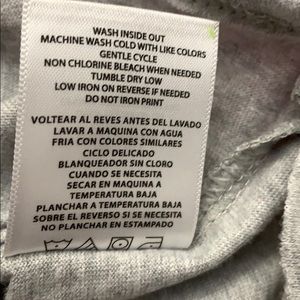 WASH INSIDE OUT
MACHINE WASH COLD WITH LIKE COLORS
GENTLE CYCLE
NON CHLORINE BLEACH WHEN NEEDED
TUMBLE DRY LOW
LOW IRON ON REVERSE IF NEEDED
DO NOT IRON PRINT
VOLTEAR AL REVES ANTES DEL LAVADO
LAVAR A MAQUINA CON AGUA
FRIA CON COLORES SIMILARES
CICLO DELICADO
BLANQUEADOR SIN CLORO
CUANDO SE NECESITA
SECAR EN MAQUINA A
TEMPERATURA BAJA
PLANCHAR A TEMPERATURA BAJA
SOBRE EL REVERSO SI SE NECESITA
NO PLANCHAR EN ESTAMPADO